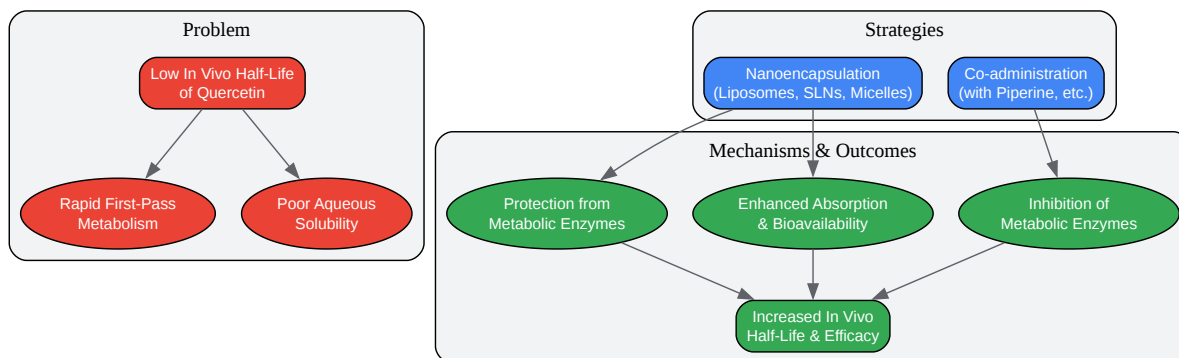 Problem
Low In Vivo Half-Life
of Quercetin
Rapid First-Pass
Metabolism
Poor Aqueous
Solubility
Strategies
Nanoencapsulation
(Liposomes, SLNs, Micelles)
Co-administration
(with Piperine, etc.)
Mechanisms & Outcomes
Protection from
Metabolic Enzymes
Enhanced Absorption
& Bioavailability
Inhibition of
Metabolic Enzymes
Increased In Vivo
Half-Life & Efficacy